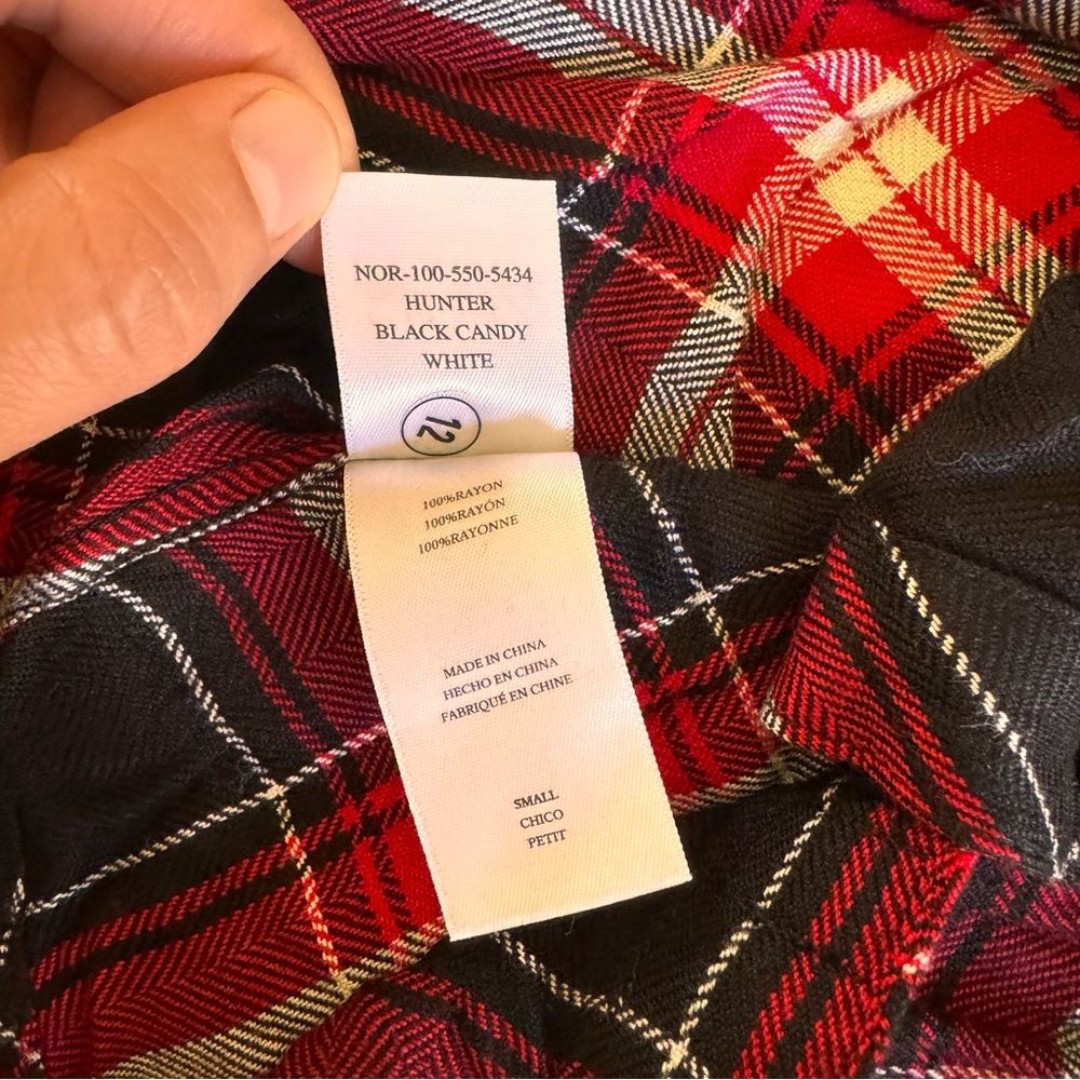 NOR-100-550-5434
HUNTER
BLACK CANDY
WHITE
12
100%RAYON
100%RAYÓN
100%RAYONNE
MADE IN CHINA
HECHO EN CHINA
FABRIQUÉ EN CHINE
SMALL
CHICO
PETIT